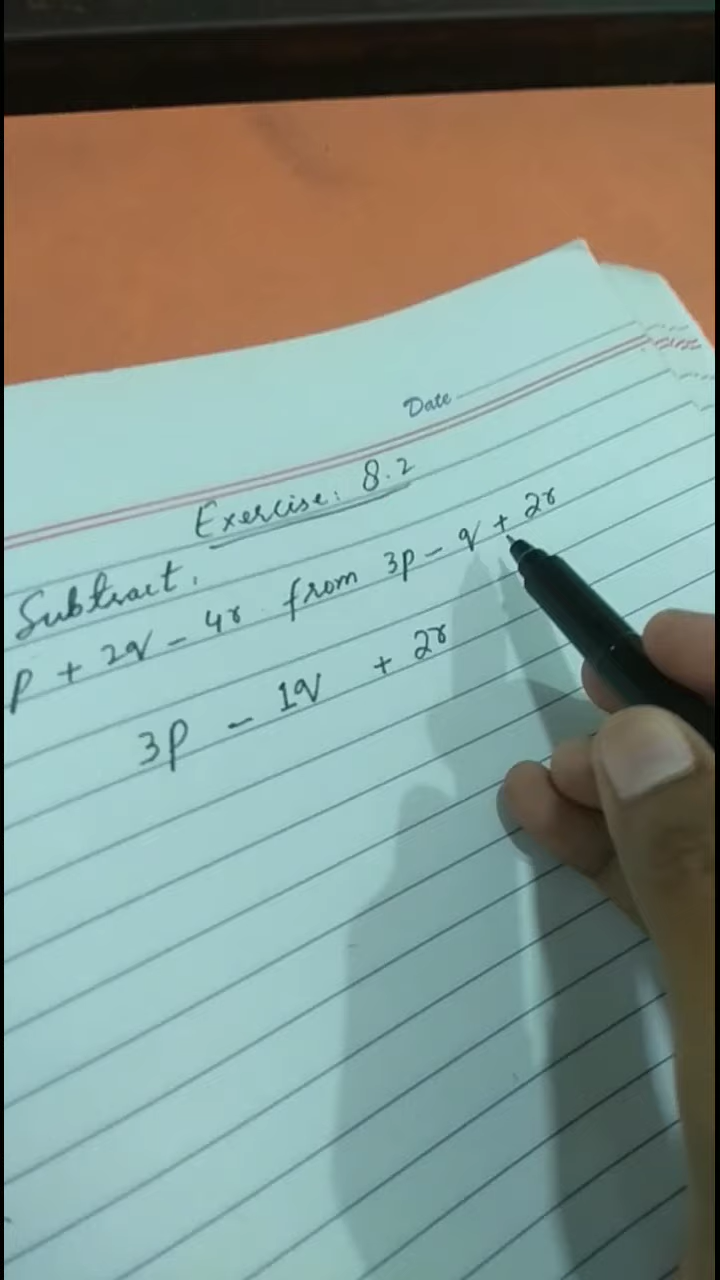 Date
Exercise: 8.2
Subtract.
p + 2q - 4r from 3p - q + 2r
3p - 1q + 2r